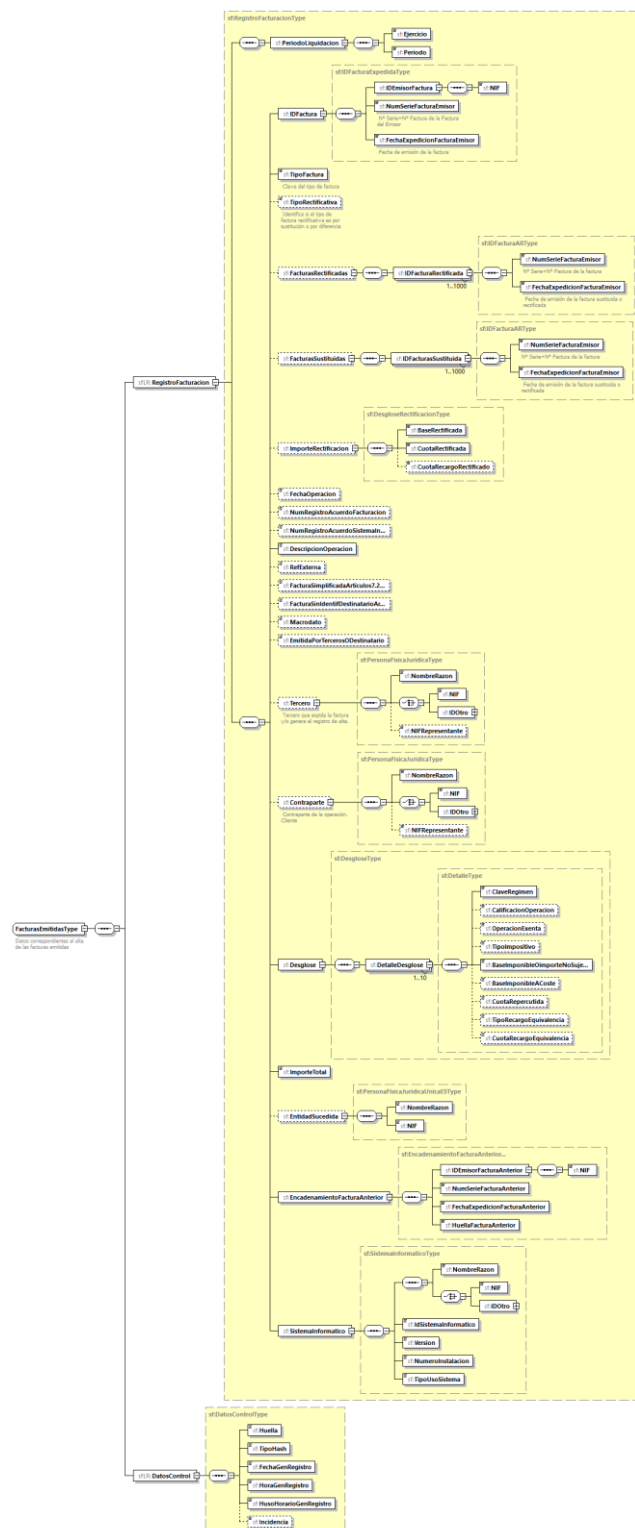 sf:RegistroFacturacionType
sf:PeriodoLiquidacion
sf:Ejercicio
sf:Periodo
sf:IDFacturaExpedidaType
sf:IDFactura
sf:IDEmisorFactura
sf:NIF
sf:NumSerieFacturaEmisor
Nº Serie+Nº Factura de la Factura
del Emisor
sf:FechaExpedicionFacturaEmisor
Fecha de emisión de la factura
sf:TipoFactura
Clave del tipo de factura
sf:TipoRectificativa
Identifica si el tipo de
factura rectificativa es por
sustitución o por diferencia
sf:IDFacturaARType
sf:FacturasRectificadas
sf:IDFacturaRectificada
1..1000
sf:NumSerieFacturaEmisor
Nº Serie+Nº Factura de la factura
sf:FechaExpedicionFacturaEmisor
Fecha de emisión de la factura sustituida o
rectificada
sf:IDFacturaARType
sf:FacturasSustituidas
sf:IDFacturasSustituida
1..1000
sf:NumSerieFacturaEmisor
Nº Serie+Nº Factura de la factura
sf:FechaExpedicionFacturaEmisor
Fecha de emisión de la factura sustituida o
rectificada
sfLR:RegistroFacturacion
sf:DesgloseRectificacionType
sf:ImporteRectificacion
sf:BaseRectificada
sf:CuotaRectificada
sf:CuotaRecargoRectificado
sf:FechaOperacion
sf:NumRegistroAcuerdoFacturacion
sf:NumRegistroAcuerdoSistemaIn...
sf:DescripcionOperacion
sf:RefExterna
sf:FacturaSimplificadaArticulos7.2...
sf:FacturaSinIdentifDestinatarioAr...
sf:Macrodato
sf:EmitidaPorTercerosODestinatario
sf:PersonaFisicaJuridicaType
sf:Tercero
Tercero que expida la factura
y/o genera el registro de alta.
sf:NombreRazon
sf:NIF
sf:IDOtro
sf:NIFRepresentante
sf:PersonaFisicaJuridicaType
sf:Contraparte
Contraparte de la operación.
Cliente
sf:NombreRazon
sf:NIF
sf:IDOtro
sf:NIFRepresentante
FacturasEmitidasType
Datos correspondientes al alta
de las facturas emitidas
sf:DesgloseType
sf:Desglose
sf:DetalleDesglose
1..10
sf:DetalleType
sf:ClaveRegimen
sf:CalificacionOperacion
sf:OperacionExenta
sf:TipoImpositivo
sf:BaseImponibleOimporteNoSuje...
sf:BaseImponibleACoste
sf:CuotaRepercutida
sf:TipoRecargoEquivalencia
sf:CuotaRecargoEquivalencia
sf:ImporteTotal
sf:PersonaFisicaJuridicaUnicaESType
sf:EntidadSucedida
sf:NombreRazon
sf:NIF
sf:EncadenamientoFacturaAnterior...
sf:EncadenamientoFacturaAnterior
sf:IDEmisorFacturaAnterior
sf:NIF
sf:NumSerieFacturaAnterior
sf:FechaExpedicionFacturaAnterior
sf:HuellaFacturaAnterior
sf:SistemaInformaticoType
sf:SistemaInformatico
sf:NombreRazon
sf:NIF
sf:IDOtro
sf:IdSistemaInformatico
sf:Version
sf:NumeroInstalacion
sf:TipoUsoSistema
sf:DatosControlType
sfLR:DatosControl
sf:Huella
sf:TipoHash
sf:FechaGenRegistro
sf:HoraGenRegistro
sf:HusoHorarioGenRegistro
sf:Incidencia